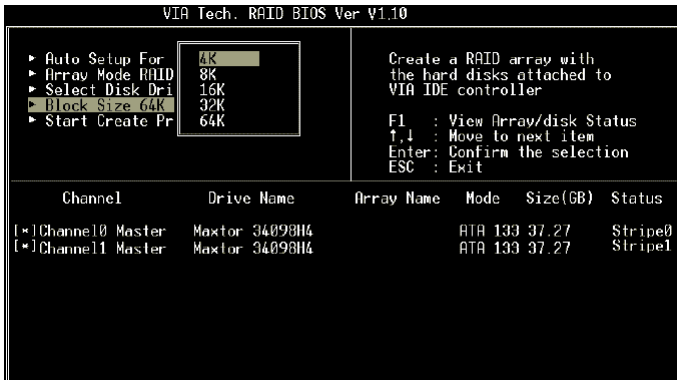 VIA Tech. RAID BIOS Ver V1.10
► Auto Setup For
► Array Mode RAID
► Select Disk Dri
► Block Size 64K
► Start Create Pr
4K
8K
16K
32K
64K
Create a RAID array with
the hard disks attached to
VIA IDE controller
F1 : View Array/disk Status
↑,↓ : Move to next item
Enter: Confirm the selection
ESC : Exit
Channel Drive Name Array Name Mode Size(GB) Status
[*]Channel0 Master Maxtor 34098H4 ATA 133 37.27 Stripe0
[*]Channel1 Master Maxtor 34098H4 ATA 133 37.27 Stripe1